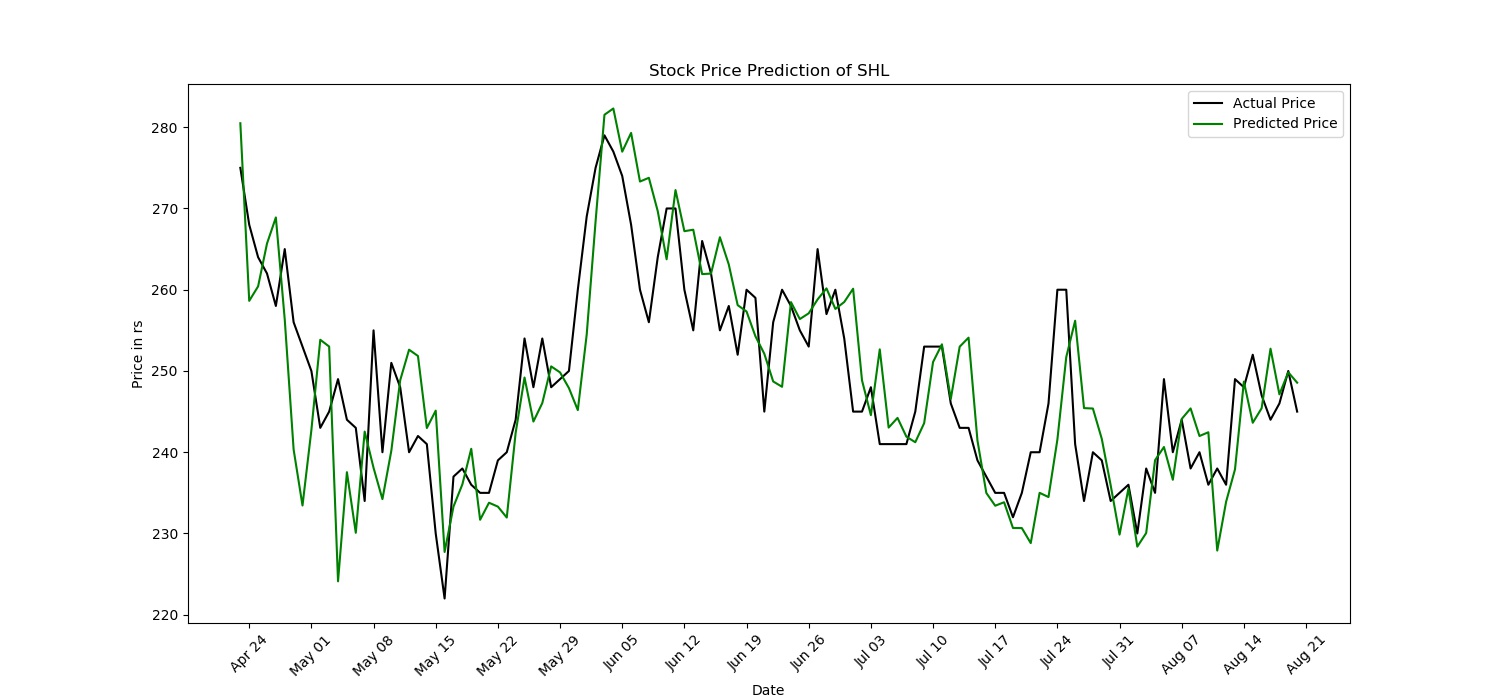 Stock Price Prediction of SHL
Actual Price
Predicted Price
280
270
260
250
240
230
220
Price in rs
Apr 24
May 01
May 08
May 15
May 22
May 29
Jun 05
Jun 12
Jun 19
Jun 26
Jul 03
Jul 10
Jul 17
Jul 24
Jul 31
Aug 07
Aug 14
Aug 21
Date